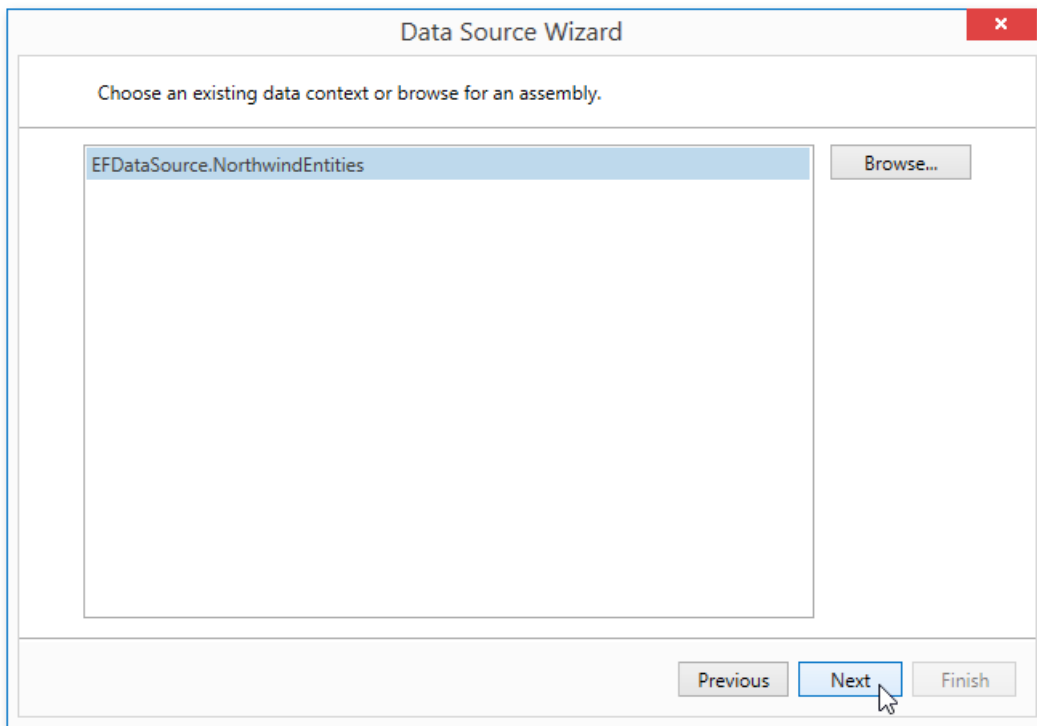 Data Source Wizard
Choose an existing data context or browse for an assembly.
EFDataSource.NorthwindEntities
Browse...
Previous
Next
Finish